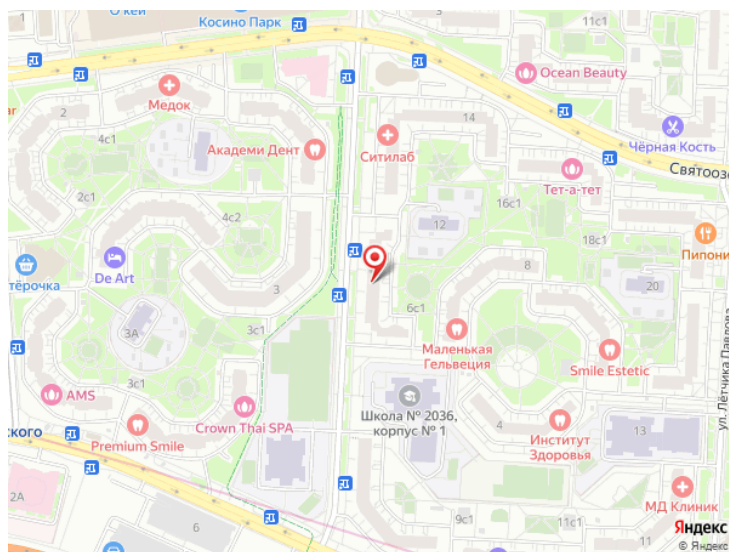 О'кей
Косино Парк
11с1
Ocean Beauty
2
Медок
4с1
Академи Дент
14
Ситилаб
Чёрная Кость
Святоозе
Тет-а-тет
2с1
16с1
4с2
12
18с1
Пипони
тёрочка
De Art
3
8
20
6с1
3А
3с1
Маленькая
Гельвеция
Smile Estetic
ул. Лётчика Павлова
3с1
AMS
Школа № 2036,
корпус № 1
Crown Thai SPA
ского
Premium Smile
4
Институт
Здоровья
13
2А
6
МД Клиник
9с1
11с1
11
Яндекс
© Яндекс